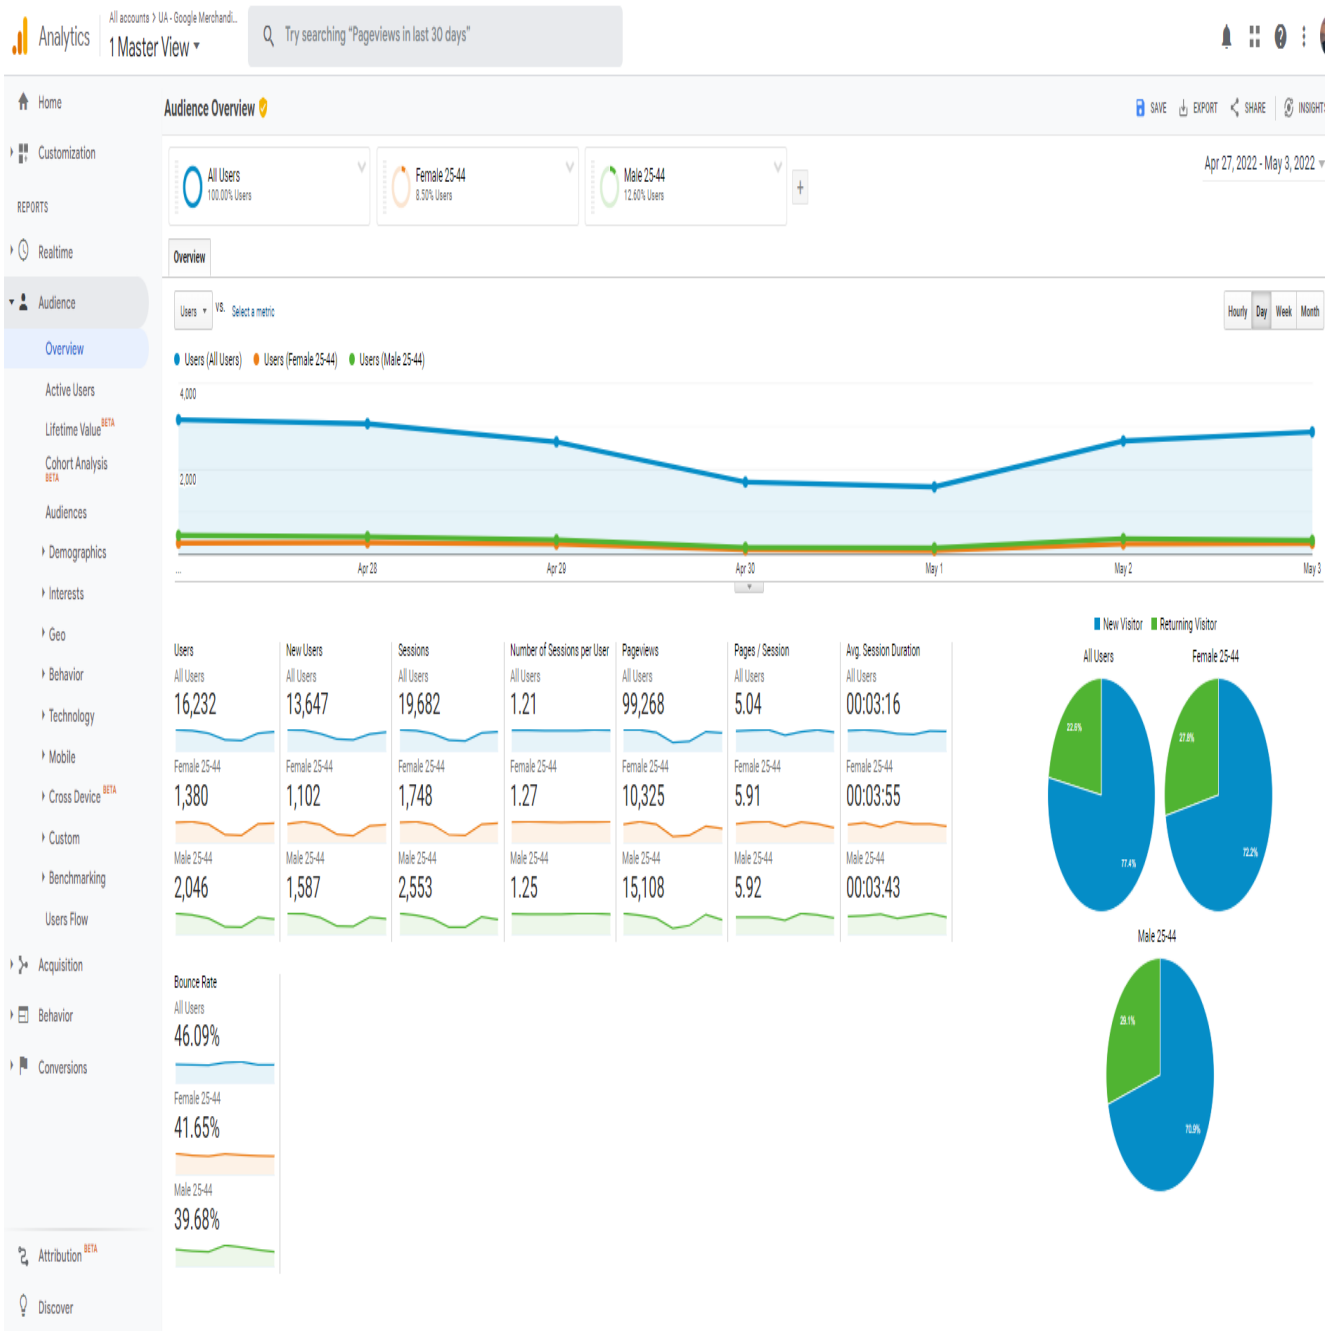 Analytics
All accounts > UA - Google Merchandi...
1 Master View
Try searching "Pageviews in last 30 days"
Home
Customization
REPORTS
Realtime
Audience
Overview
Active Users
Lifetime Value BETA
Cohort Analysis
BETA
Audiences
Demographics
Interests
Geo
Behavior
Technology
Mobile
Cross Device BETA
Custom
Benchmarking
Users Flow
Acquisition
Behavior
Conversions
Attribution BETA
Discover
Audience Overview
SAVE EXPORT SHARE INSIGHTS
All Users
100.00% Users
Female 25-44
8.50% Users
Male 25-44
12.60% Users
+
Apr 27, 2022 - May 3, 2022
Overview
Users VS. Select a metric
Hourly Day Week Month
Users (All Users) Users (Female 25-44) Users (Male 25-44)
4,000
2,000
... Apr 28 Apr 29 Apr 30 May 1 May 2 May 3
Users
All Users
16,232
Female 25-44
1,380
Male 25-44
2,046
New Users
All Users
13,647
Female 25-44
1,102
Male 25-44
1,587
Sessions
All Users
19,682
Female 25-44
1,748
Male 25-44
2,553
Number of Sessions per User
All Users
1.21
Female 25-44
1.27
Male 25-44
1.25
Pageviews
All Users
99,268
Female 25-44
10,325
Male 25-44
15,108
Pages / Session
All Users
5.04
Female 25-44
5.91
Male 25-44
5.92
Avg. Session Duration
All Users
00:03:16
Female 25-44
00:03:55
Male 25-44
00:03:43
Bounce Rate
All Users
46.09%
Female 25-44
41.65%
Male 25-44
39.68%
New Visitor Returning Visitor
All Users
22.6%
77.4%
Female 25-44
27.8%
72.2%
Male 25-44
29.1%
70.9%